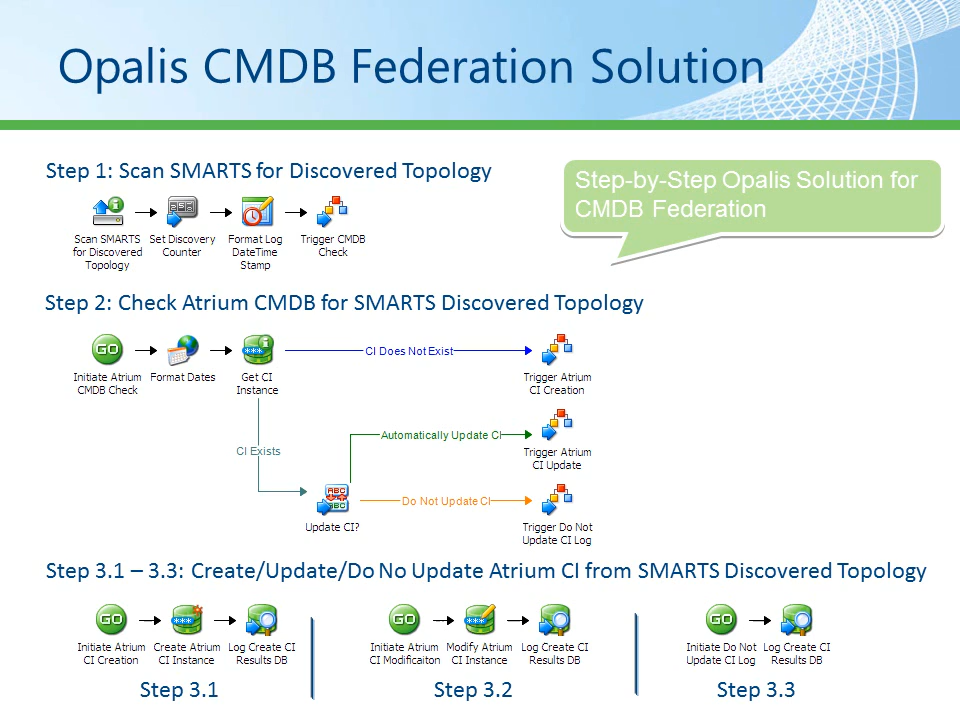 Opalis CMDB Federation Solution
Step 1: Scan SMARTS for Discovered Topology
Step-by-Step Opalis Solution for
CMDB Federation
Scan SMARTS
for Discovered
Topology
Set Discovery
Counter
Format Log
DateTime
Stamp
Trigger CMDB
Check
Step 2: Check Atrium CMDB for SMARTS Discovered Topology
GO
Initiate Atrium
CMDB Check
Format Dates
Get CI
Instance
CI Does Not Exist
Trigger Atrium
CI Creation
CI Exists
Automatically Update CI
Trigger Atrium
CI Update
ABC
ABC
Update CI?
Do Not Update CI
Trigger Do Not
Update CI Log
Step 3.1 – 3.3: Create/Update/Do No Update Atrium CI from SMARTS Discovered Topology
GO
Initiate Atrium
CI Creation
Create Atrium
CI Instance
Log Create CI
Results DB
Step 3.1
GO
Initiate Atrium
CI Modificaiton
Modify Atrium
CI Instance
Log Create CI
Results DB
Step 3.2
GO
Initiate Do Not
Update CI Log
Log Create CI
Results DB
Step 3.3